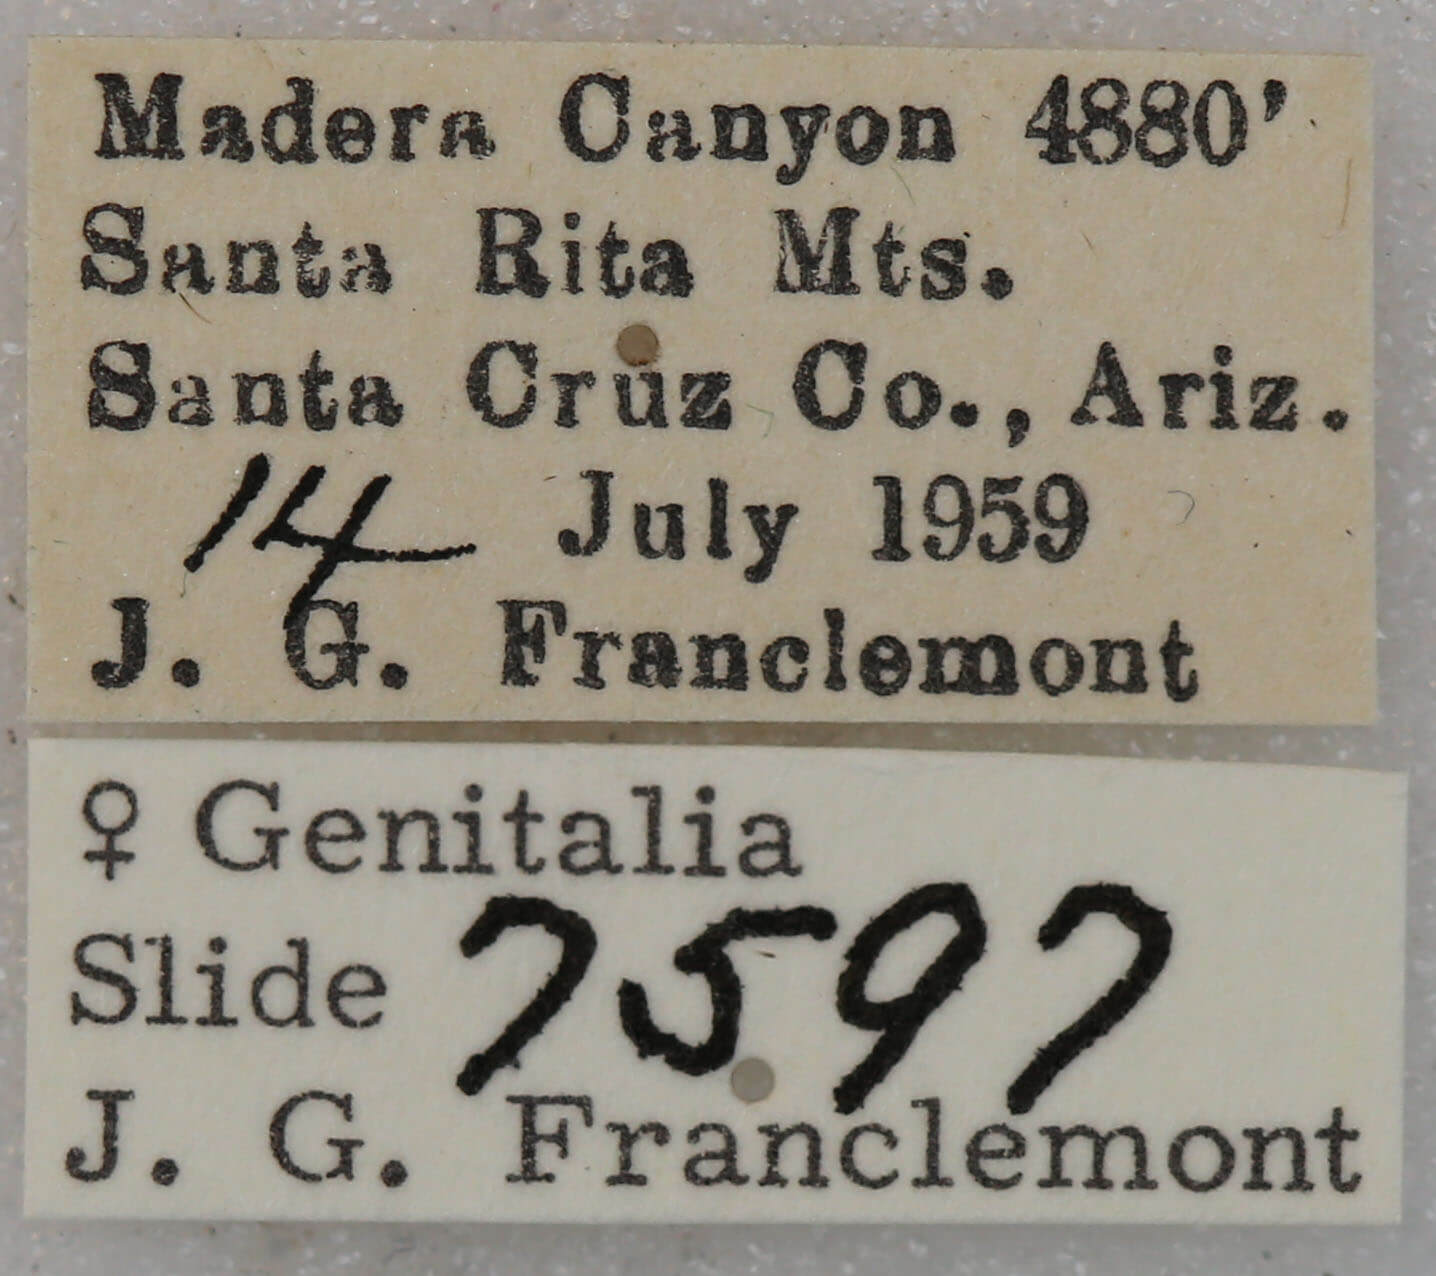 Madera Canyon 4880'
Santa Rita Mts.
Santa Cruz Co., Ariz.
14 July 1959
J. G. Franclemont
♀ Genitalia
Slide 7597
J. G. Franclemont